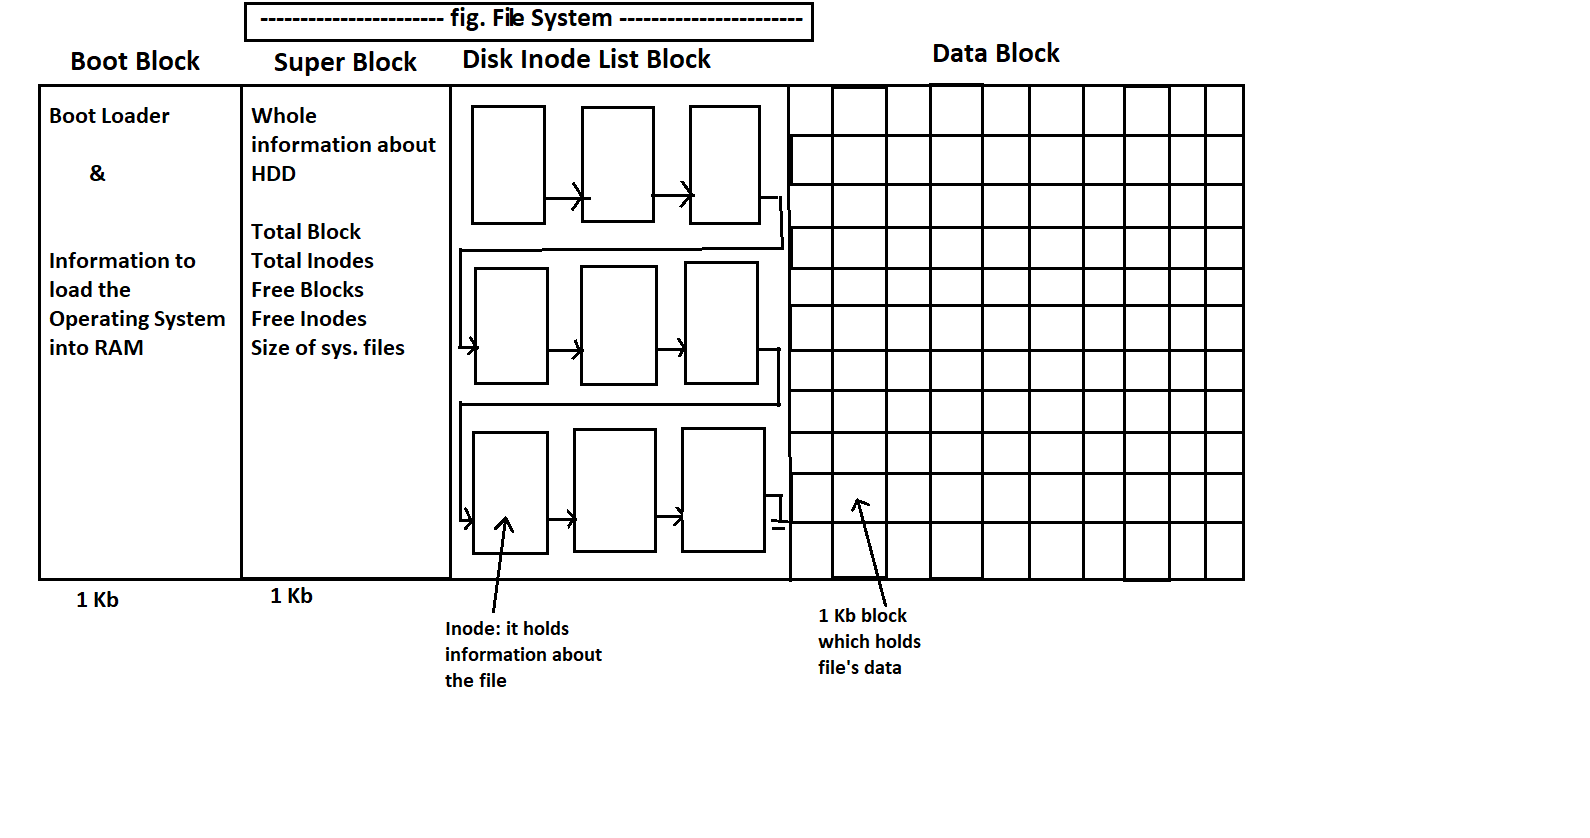 ---------------------- fig. File System ----------------------
Boot Block
Super Block
Disk Inode List Block
Data Block
Boot Loader
&
Information to
load the
Operating System
into RAM
Whole
information about
HDD
Total Block
Total Inodes
Free Blocks
Free Inodes
Size of sys. files
1 Kb
1 Kb
Inode: it holds
information about
the file
1 Kb block
which holds
file's data